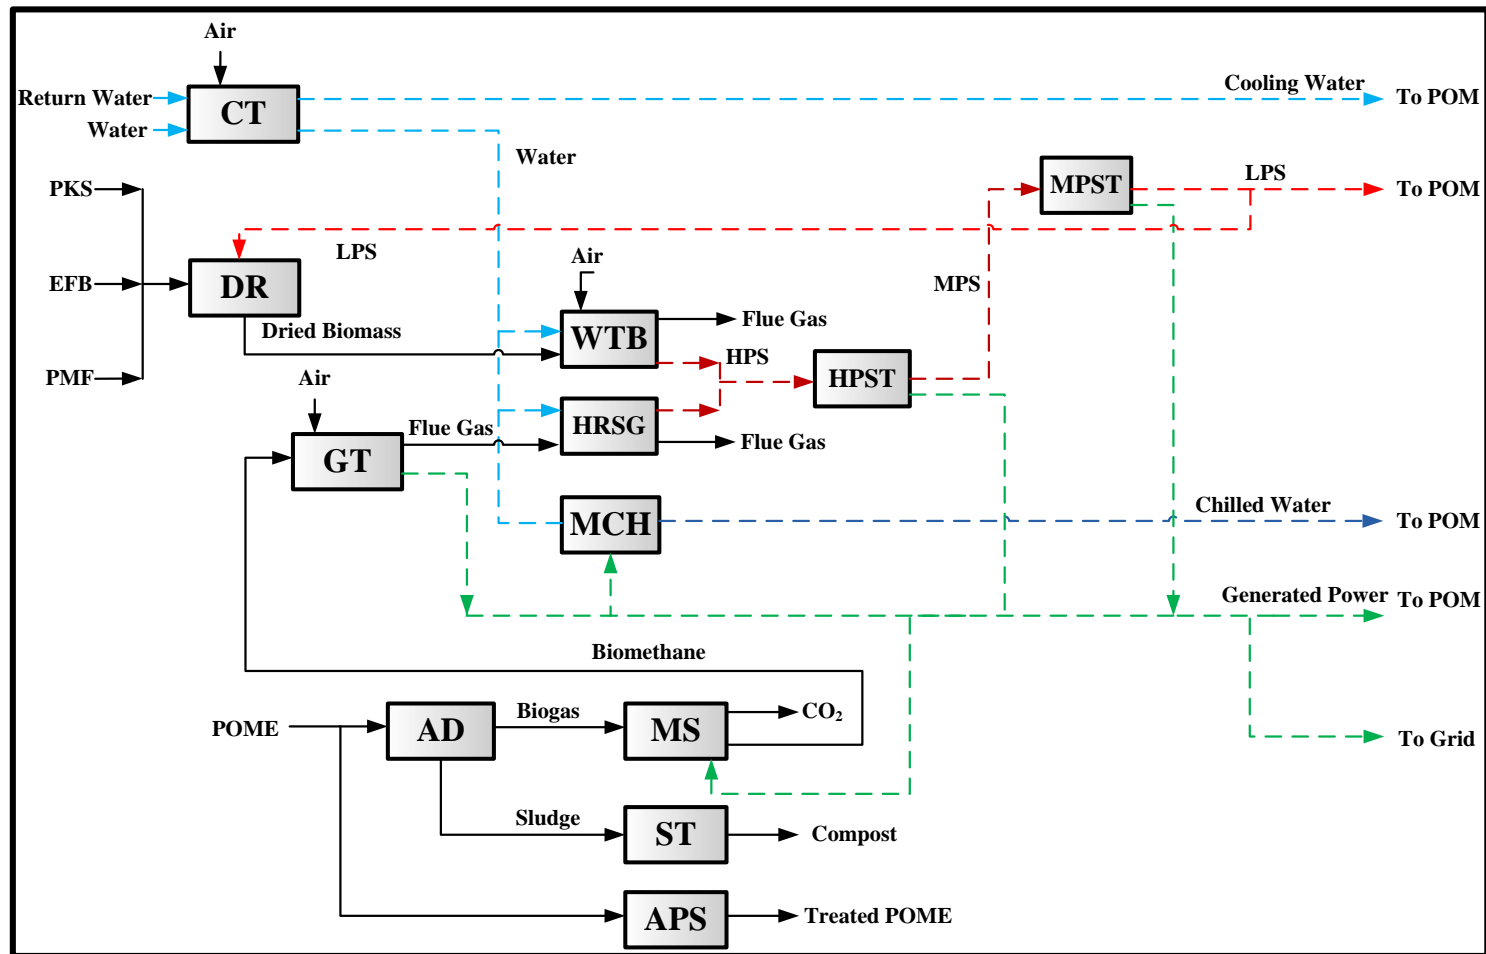 Air
Return Water
CT
Cooling Water
To POM
Water
Water
PKS
MPST
LPS
To POM
LPS
Air
EFB
DR
MPS
Dried Biomass
WTB
Flue Gas
HPS
PMF
Air
HPST
Flue Gas
HRSG
Flue Gas
GT
MCH
Chilled Water
To POM
Generated Power
To POM
Biomethane
POME
AD
Biogas
MS
CO₂
To Grid
Sludge
ST
Compost
APS
Treated POME